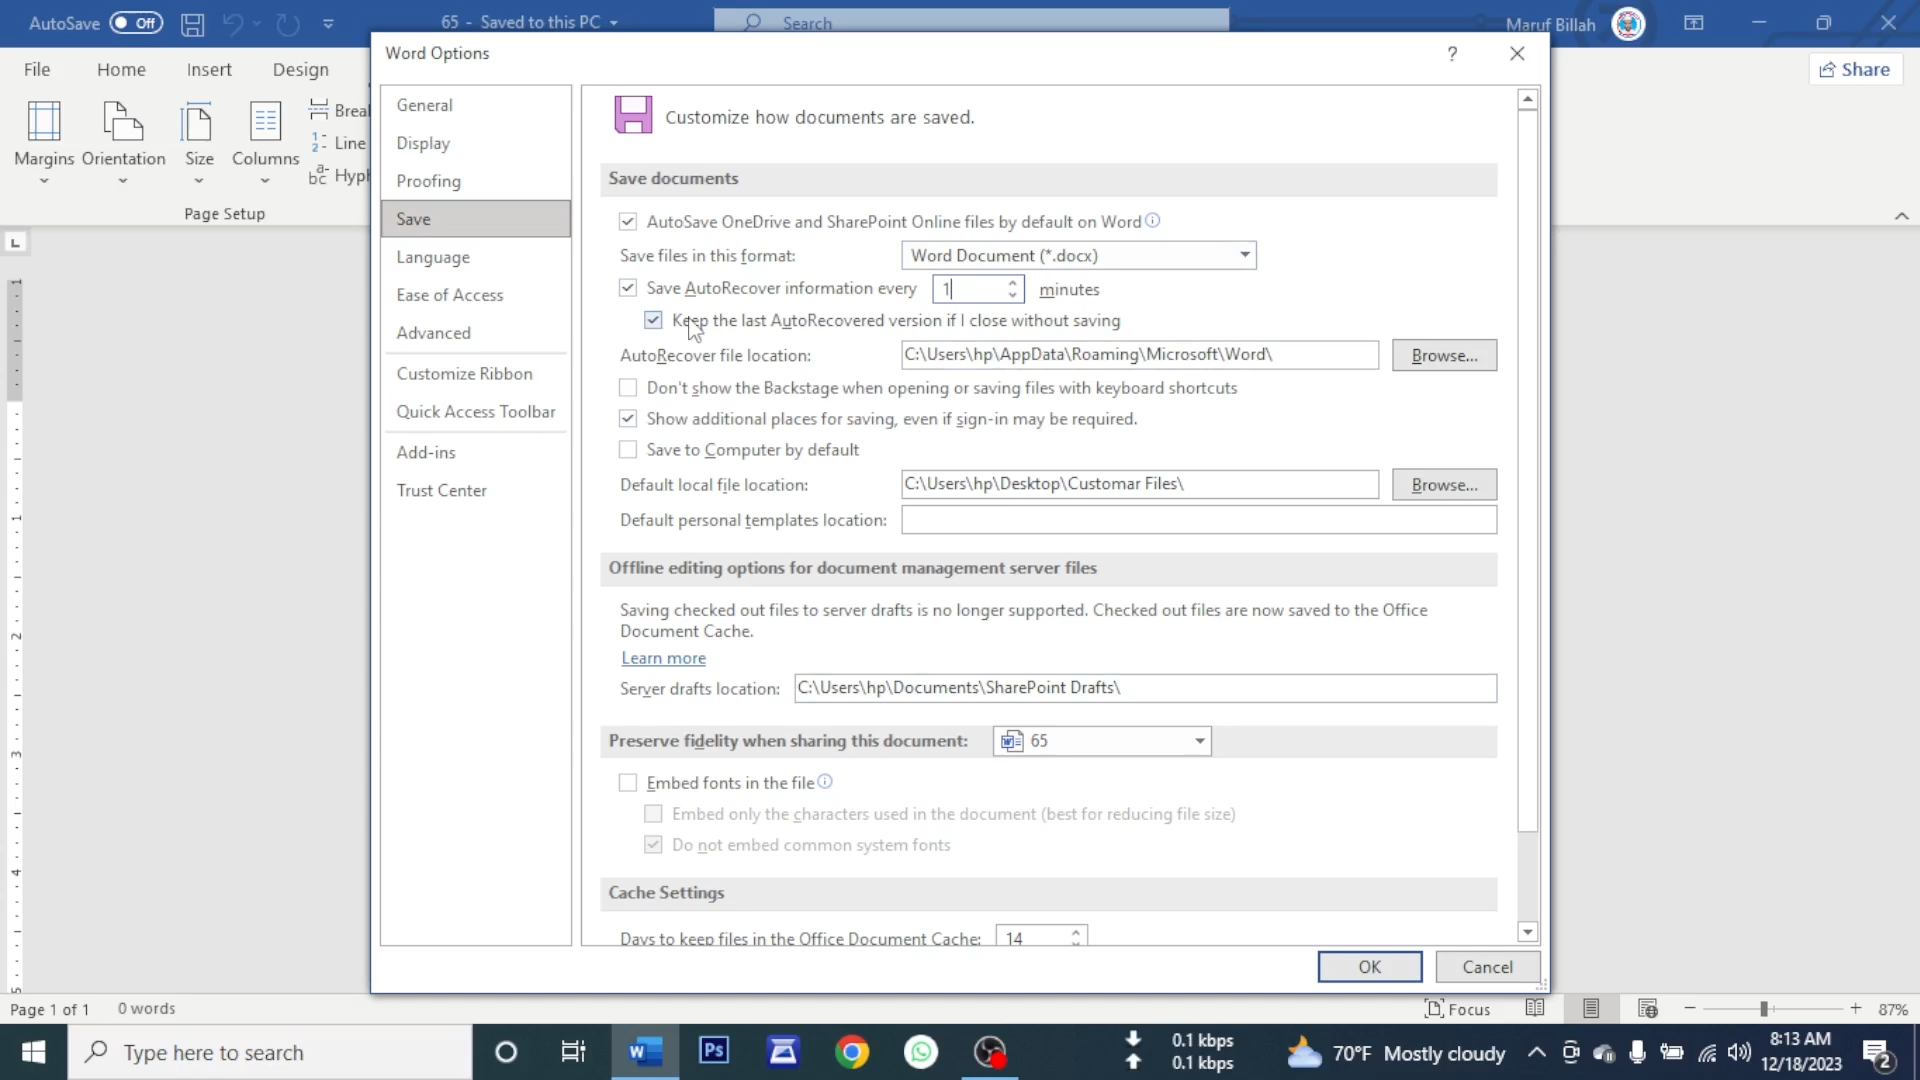 AutoSave Off
65 - Saved to this PC
Search
Maruf Billah
Word Options
?
File Home Insert Design
Share
Margins Orientation Size Columns
Brea
Line
Hyph
Page Setup
General
Display
Proofing
Save
Language
Ease of Access
Advanced
Customize Ribbon
Quick Access Toolbar
Add-ins
Trust Center
Customize how documents are saved.
Save documents
AutoSave OneDrive and SharePoint Online files by default on Word
Save files in this format: Word Document (*.docx)
Save AutoRecover information every 1 minutes
Keep the last AutoRecovered version if I close without saving
AutoRecover file location: C:\Users\hp\AppData\Roaming\Microsoft\Word\ Browse...
Don't show the Backstage when opening or saving files with keyboard shortcuts
Show additional places for saving, even if sign-in may be required.
Save to Computer by default
Default local file location: C:\Users\hp\Desktop\Customar Files\ Browse...
Default personal templates location:
Offline editing options for document management server files
Saving checked out files to server drafts is no longer supported. Checked out files are now saved to the Office
Document Cache.
Learn more
Server drafts location: C:\Users\hp\Documents\SharePoint Drafts\
Preserve fidelity when sharing this document: 65
Embed fonts in the file
Embed only the characters used in the document (best for reducing file size)
Do not embed common system fonts
Cache Settings
Days to keep files in the Office Document Cache: 14
OK Cancel
Page 1 of 1 0 words
Focus
87%
Type here to search
0.1 kbps
0.1 kbps
70°F Mostly cloudy
8:13 AM
12/18/2023
2